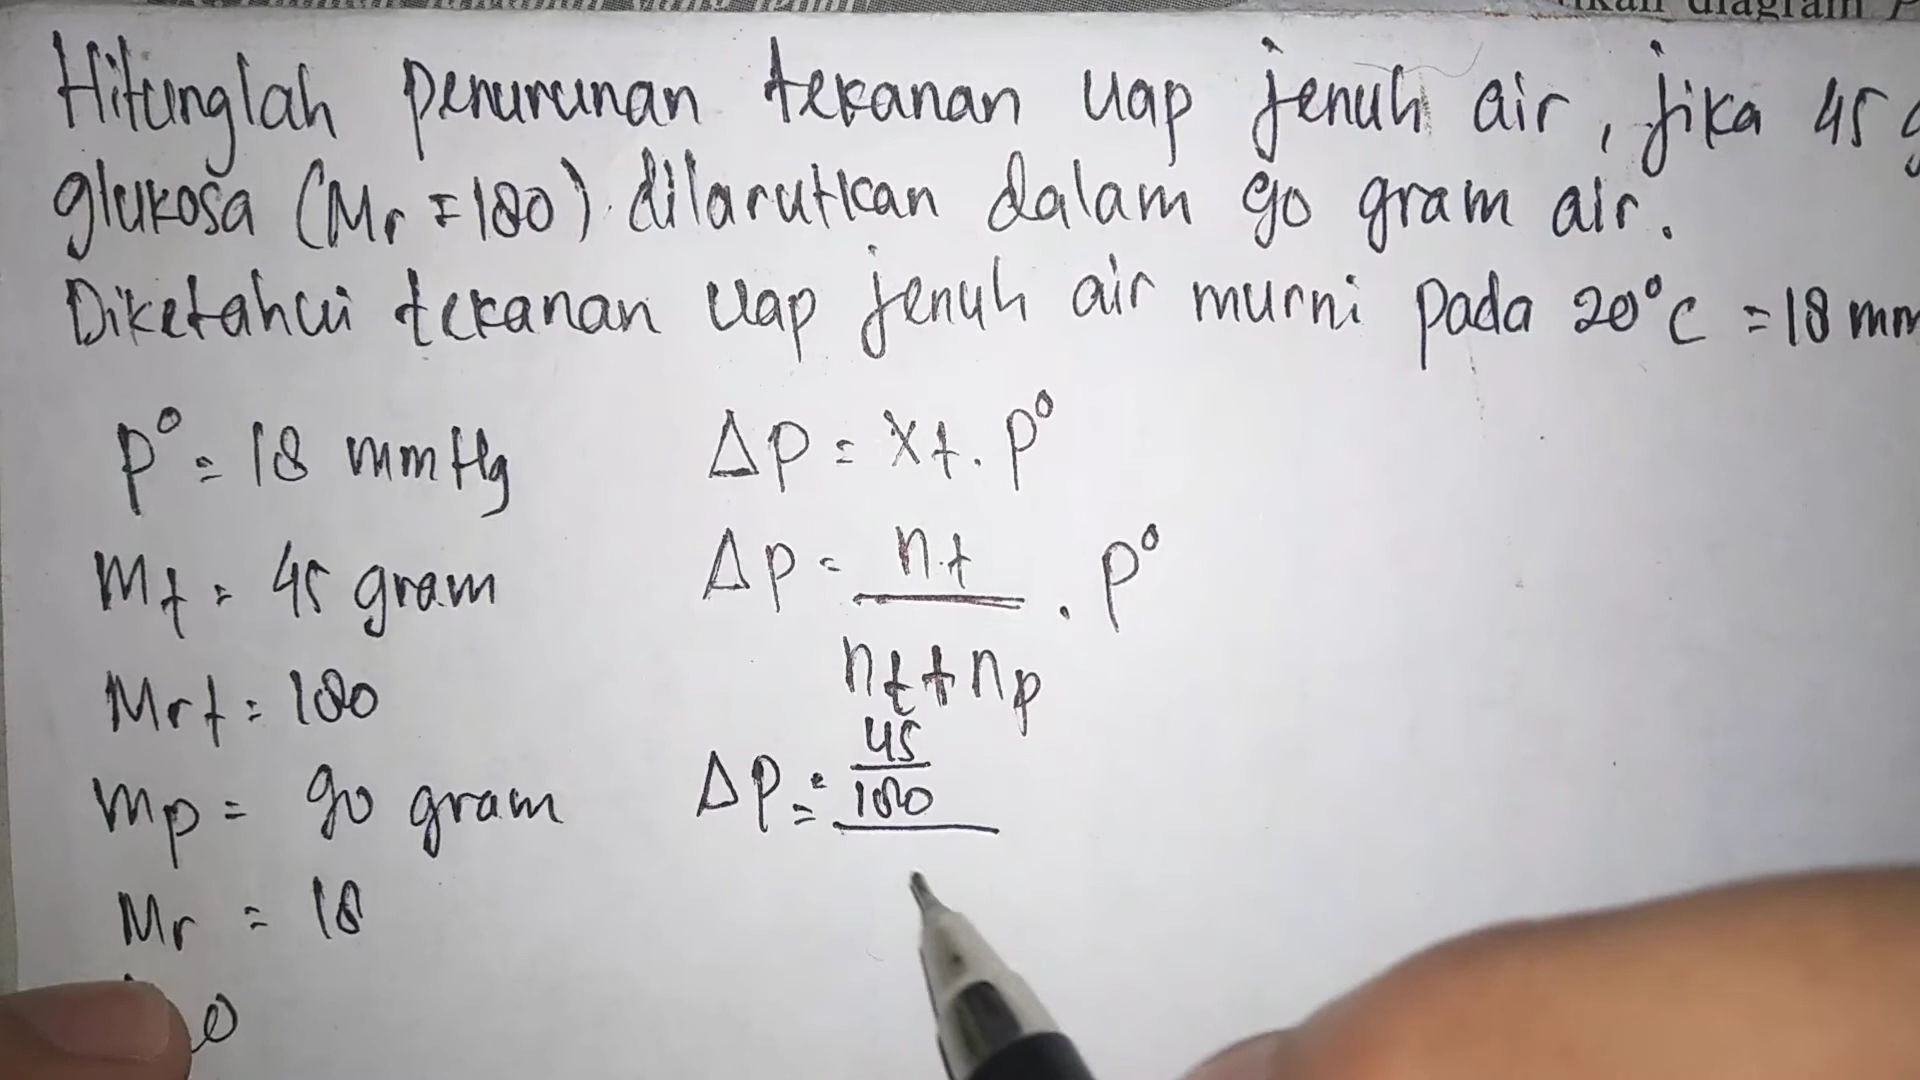 Hitunglah penurunan tekanan uap jenuh air, jika 45 g
glukosa (Mr = 180) dilarutkan dalam 90 gram air.
Diketahui tekanan uap jenuh air murni pada 20°C = 18 mm
P° = 18 mmHg
mt = 45 gram
Mrt = 180
mp = 90 gram
Mr = 18
ΔP = Xt . P°
ΔP = nt / nt + np . P°
ΔP = 45/180